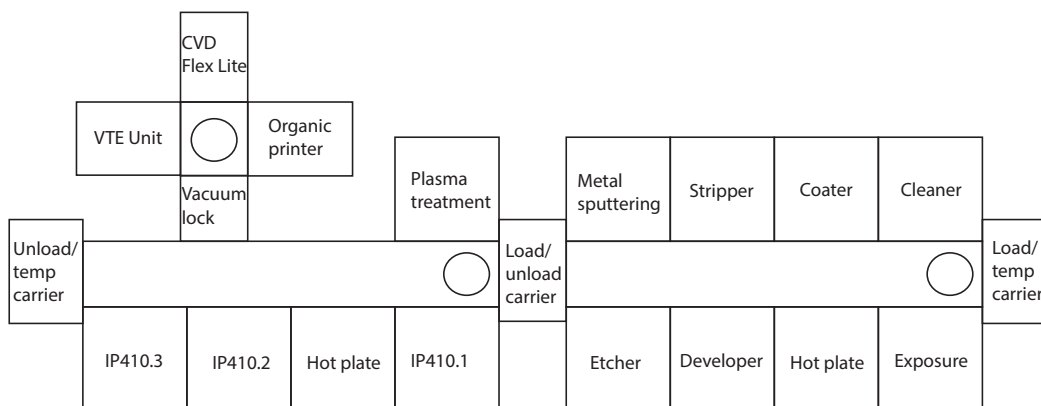 CVD
Flex Lite
VTE Unit
Organic
printer
Vacuum
lock
Plasma
treatment
Metal
sputtering
Stripper
Coater
Cleaner
Unload/
temp
carrier
Load/
unload
carrier
Load/
temp
carrier
IP410.3
IP410.2
Hot plate
IP410.1
Etcher
Developer
Hot plate
Exposure